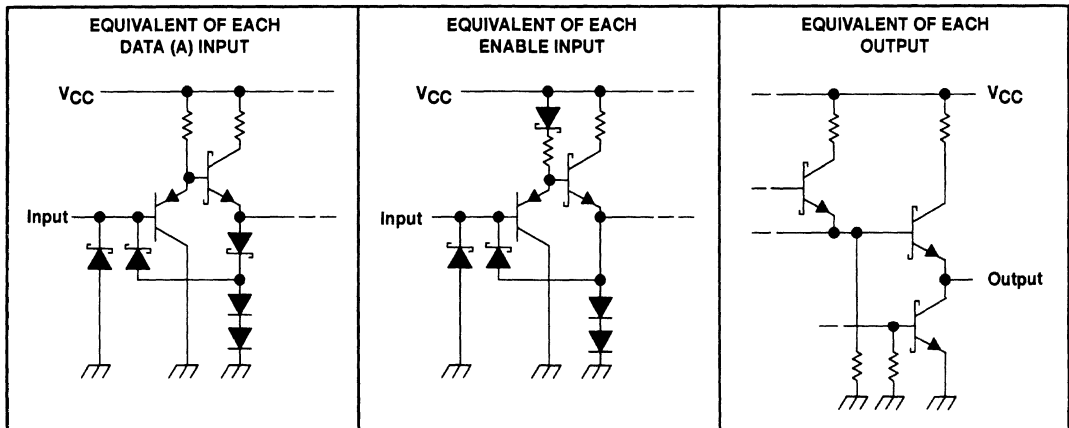 EQUIVALENT OF EACH
DATA (A) INPUT
VCC
Input
EQUIVALENT OF EACH
ENABLE INPUT
VCC
Input
EQUIVALENT OF EACH
OUTPUT
VCC
Output